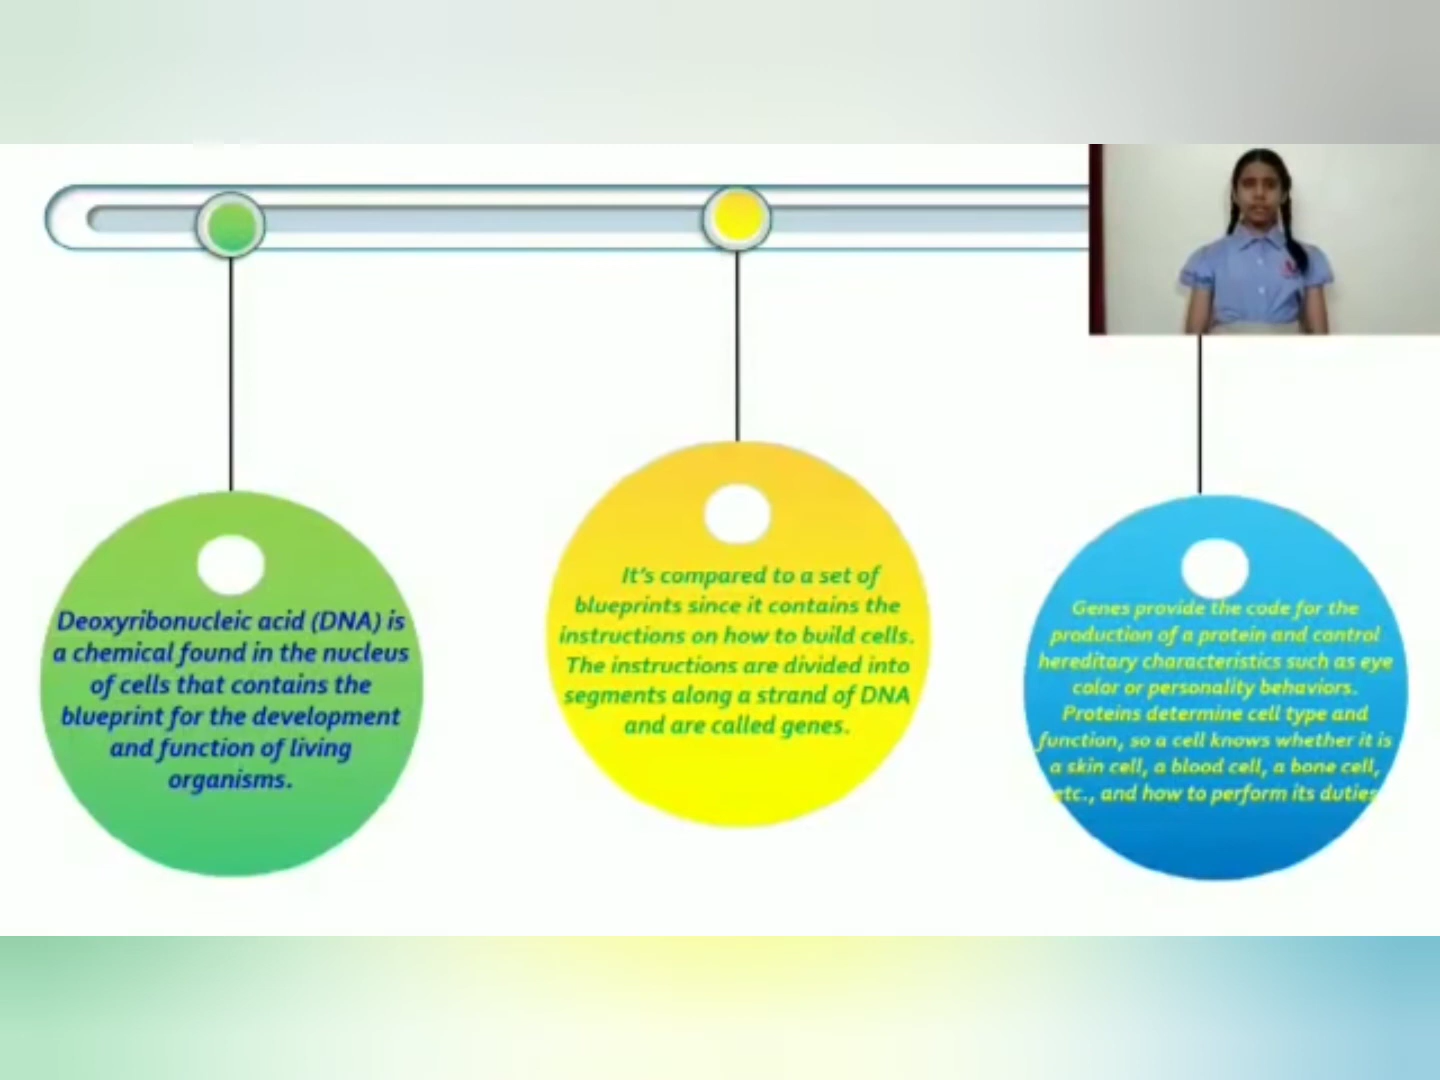 Deoxyribonucleic acid (DNA) is
a chemical found in the nucleus
of cells that contains the
blueprint for the development
and function of living
organisms.
It's compared to a set of
blueprints since it contains the
instructions on how to build cells.
The instructions are divided into
segments along a strand of DNA
and are called genes.
Genes provide the code for the
production of a protein and control
hereditary characteristics such as eye
color or personality behaviors.
Proteins determine cell type and
function, so a cell knows whether it is
a skin cell, a blood cell, a bone cell,
etc., and how to perform its duties